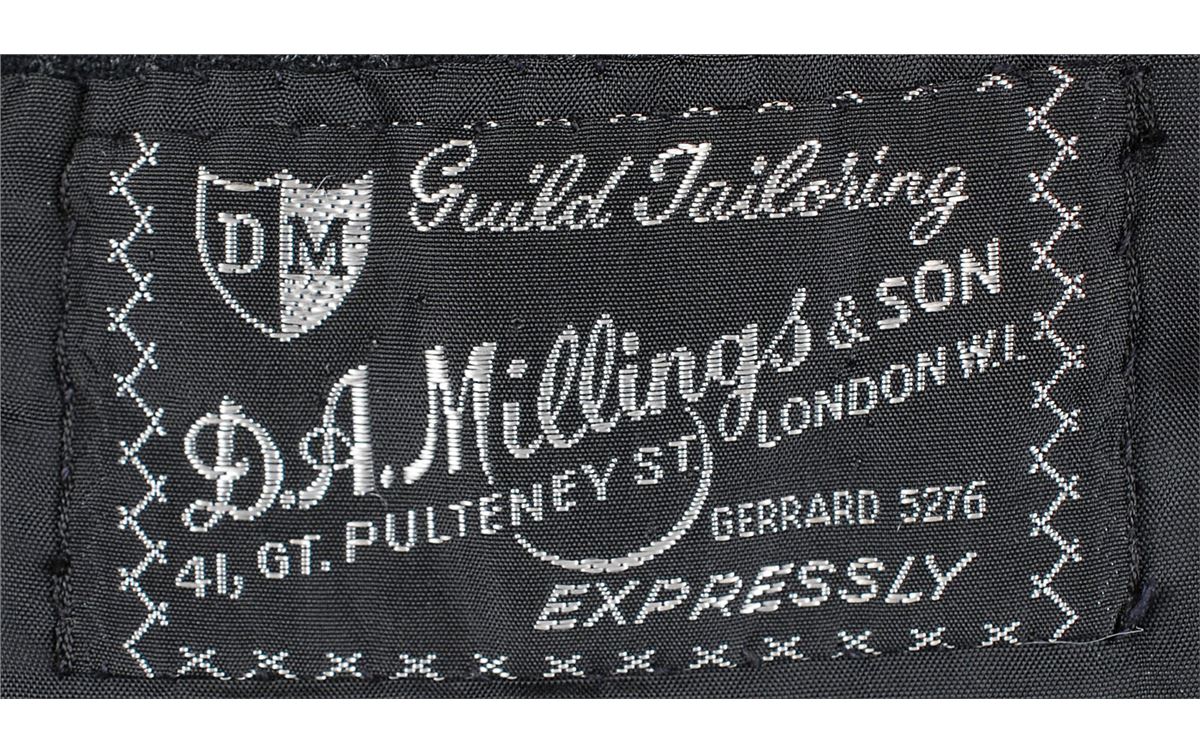 Guild Tailoring
DM
D.A. Millings & SON
41, GT. PULTENEY ST. LONDON W.1.
GERRARD 5276
EXPRESSLY